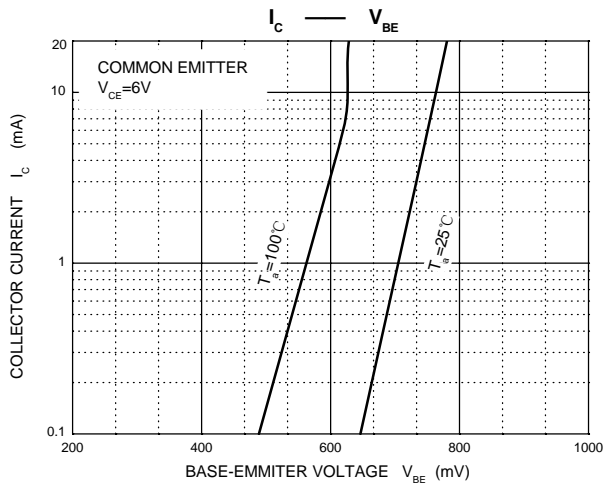 I_C —— V_BE
20
COMMON EMITTER
V_CE=6V
10
COLLECTOR CURRENT I_C (mA)
T_a=100℃
T_a=25℃
1
0.1
200 400 600 800 1000
BASE-EMMITER VOLTAGE V_BE (mV)